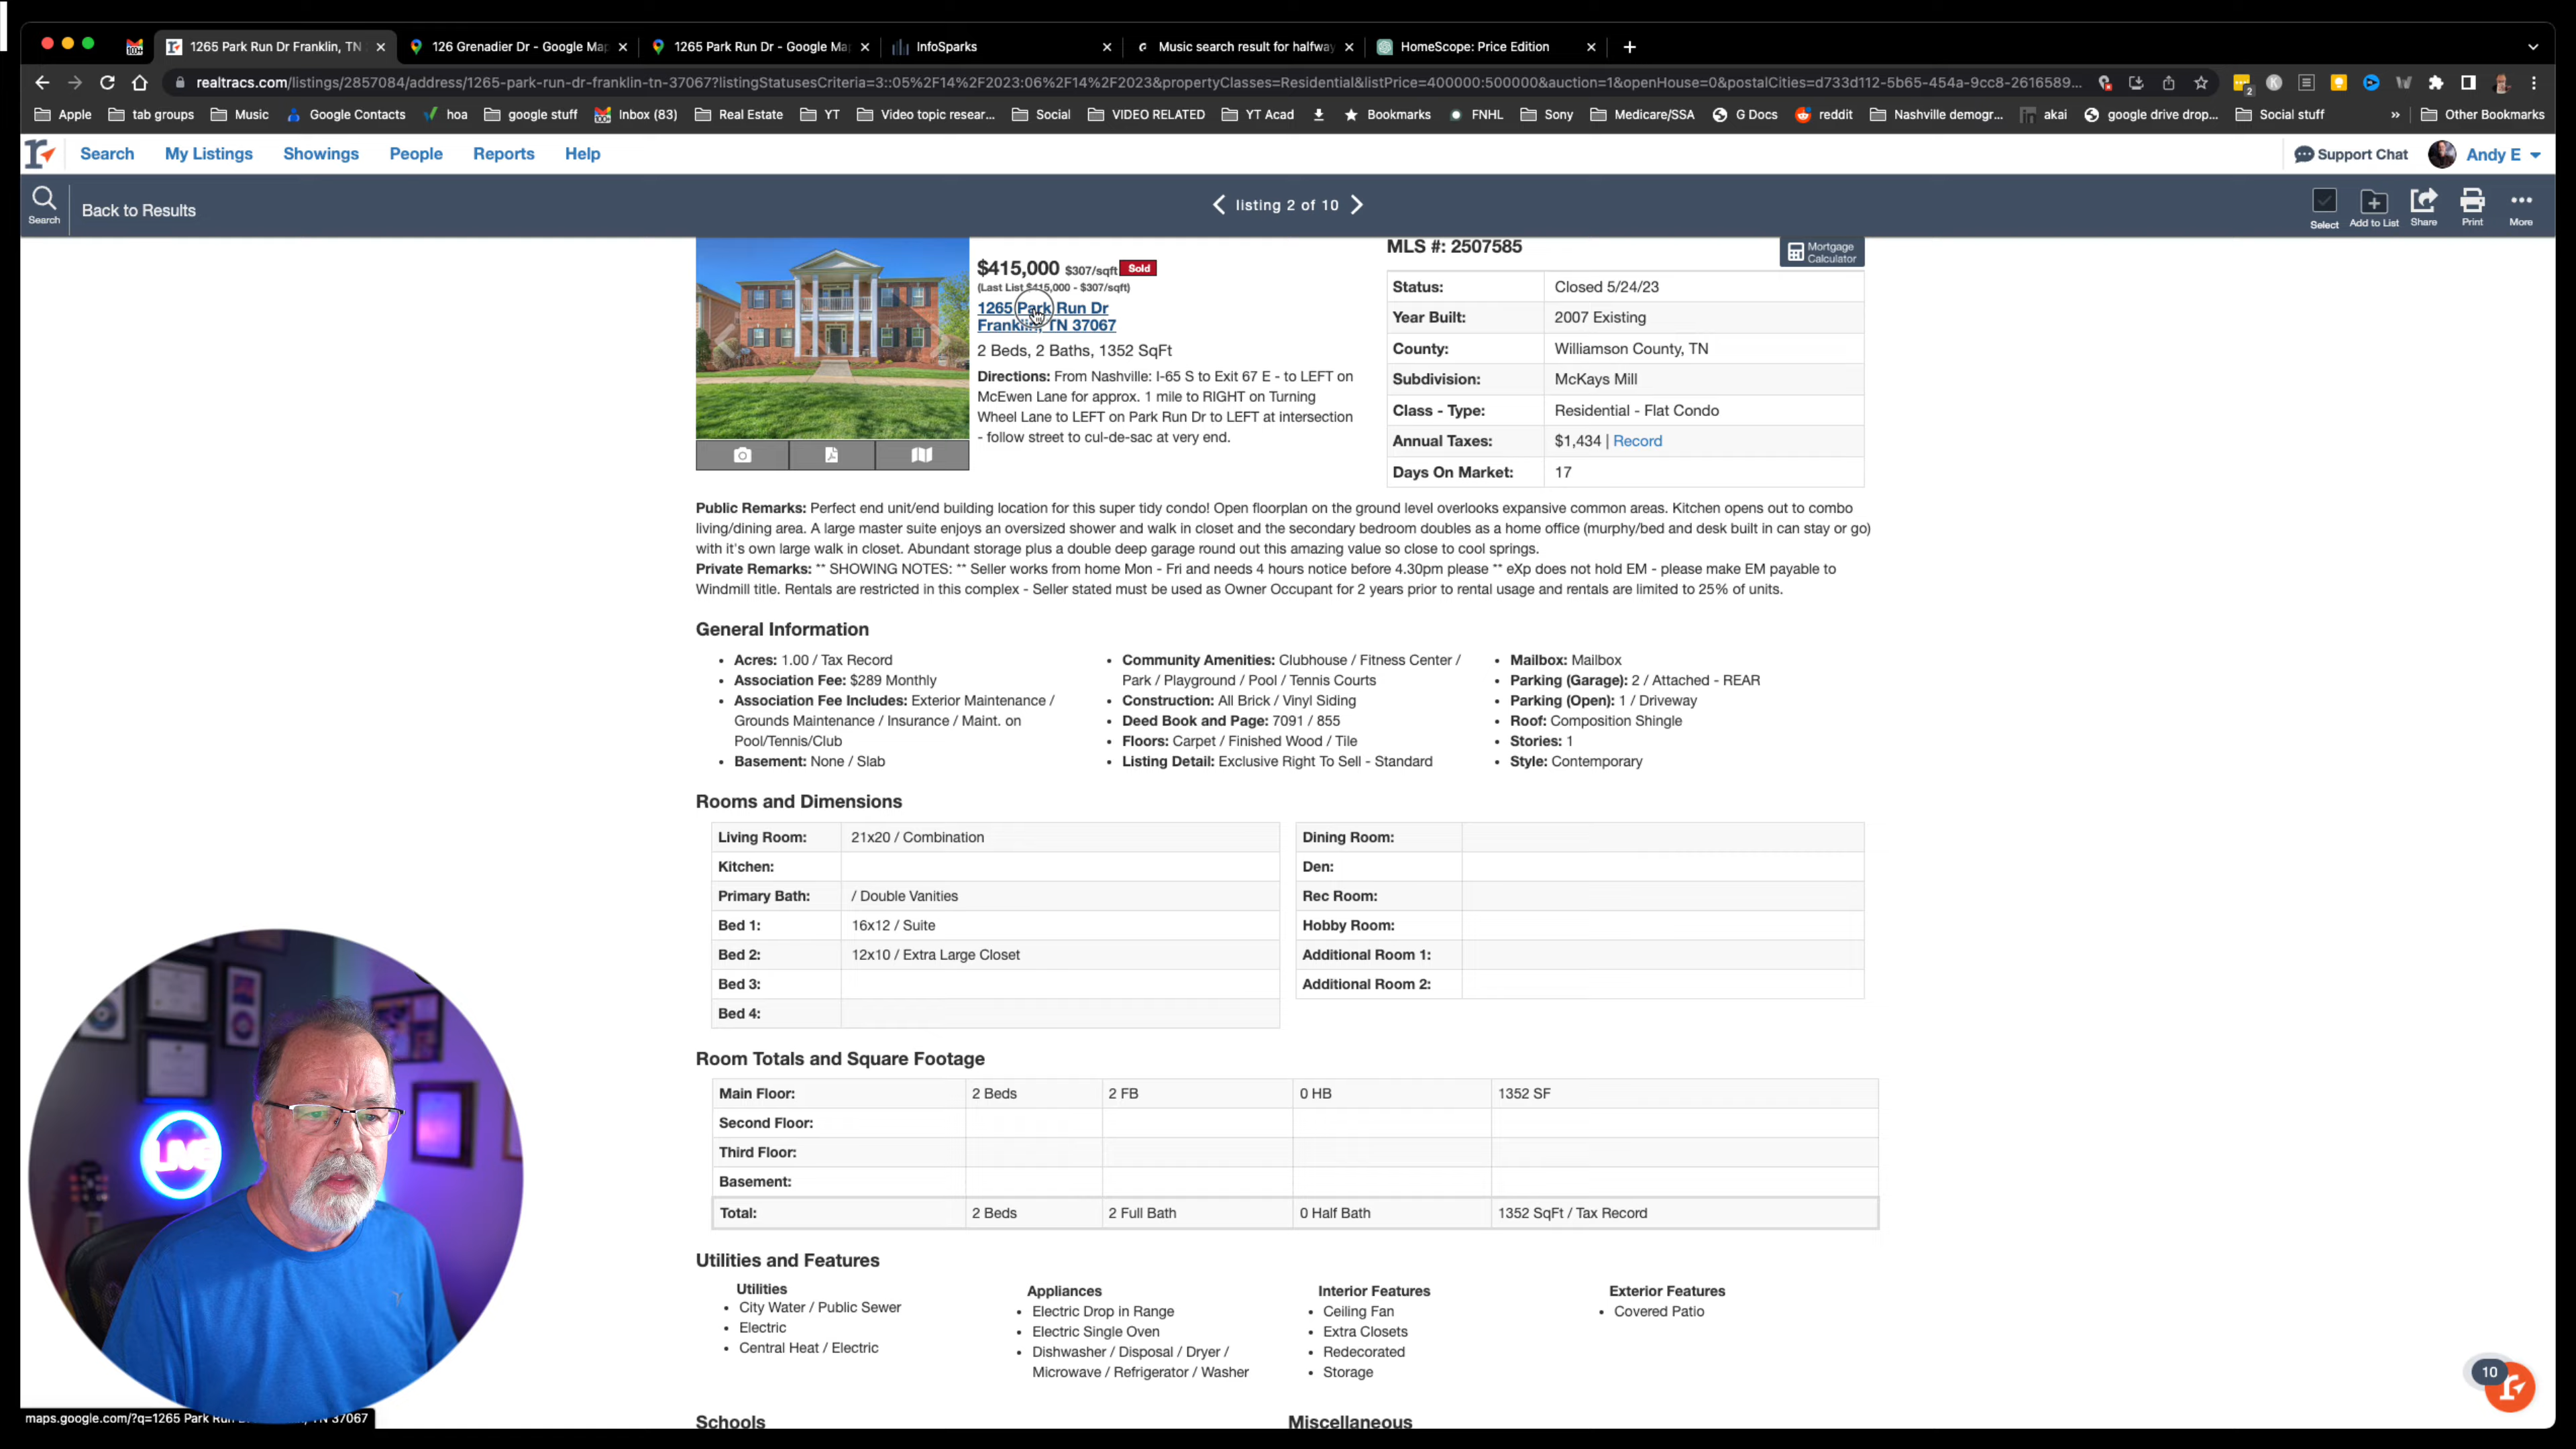 1265 Park Run Dr Franklin, TN
126 Grenadier Dr - Google Ma
1265 Park Run Dr - Google Ma
InfoSparks
Music search result for halfway
HomeScope: Price Edition
realtracs.com/listings/2857084/address/1265-park-run-dr-franklin-tn-37067?listingStatusesCriteria=3::05%2F14%2F2023:06%2F14%2F2023&propertyClasses=Residential&listPrice=400000:500000&auction=1&openHouse=0&postalCities=d733d112-5b65-454a-9cc8-2616589...
Apple tab groups Music Google Contacts hoa google stuff Inbox (83) Real Estate YT Video topic resear... Social VIDEO RELATED YT Acad Bookmarks FNHL Sony Medicare/SSA G Docs reddit Nashville demogr... akai google drive drop... Social stuff » Other Bookmarks
Search My Listings Showings People Reports Help
Support Chat Andy E
Search
Back to Results
listing 2 of 10
Select Add to List Share Print More
$415,000 $307/sqft Sold
(Last List $415,000 - $307/sqft)
1265 Park Run Dr
Franklin, TN 37067
2 Beds, 2 Baths, 1352 SqFt
Directions: From Nashville: I-65 S to Exit 67 E - to LEFT on
McEwen Lane for approx. 1 mile to RIGHT on Turning
Wheel Lane to LEFT on Park Run Dr to LEFT at intersection
- follow street to cul-de-sac at very end.
MLS #: 2507585
Mortgage
Calculator
Status: Closed 5/24/23
Year Built: 2007 Existing
County: Williamson County, TN
Subdivision: McKays Mill
Class - Type: Residential - Flat Condo
Annual Taxes: $1,434 | Record
Days On Market: 17
Public Remarks: Perfect end unit/end building location for this super tidy condo! Open floorplan on the ground level overlooks expansive common areas. Kitchen opens out to combo
living/dining area. A large master suite enjoys an oversized shower and walk in closet and the secondary bedroom doubles as a home office (murphy/bed and desk built in can stay or go)
with it's own large walk in closet. Abundant storage plus a double deep garage round out this amazing value so close to cool springs.
Private Remarks: ** SHOWING NOTES: ** Seller works from home Mon - Fri and needs 4 hours notice before 4.30pm please ** eXp does not hold EM - please make EM payable to
Windmill title. Rentals are restricted in this complex - Seller stated must be used as Owner Occupant for 2 years prior to rental usage and rentals are limited to 25% of units.
General Information
• Acres: 1.00 / Tax Record
• Association Fee: $289 Monthly
• Association Fee Includes: Exterior Maintenance /
Grounds Maintenance / Insurance / Maint. on
Pool/Tennis/Club
• Basement: None / Slab
• Community Amenities: Clubhouse / Fitness Center /
Park / Playground / Pool / Tennis Courts
• Construction: All Brick / Vinyl Siding
• Deed Book and Page: 7091 / 855
• Floors: Carpet / Finished Wood / Tile
• Listing Detail: Exclusive Right To Sell - Standard
• Mailbox: Mailbox
• Parking (Garage): 2 / Attached - REAR
• Parking (Open): 1 / Driveway
• Roof: Composition Shingle
• Stories: 1
• Style: Contemporary
Rooms and Dimensions
Living Room: 21x20 / Combination
Kitchen:
Primary Bath: / Double Vanities
Bed 1: 16x12 / Suite
Bed 2: 12x10 / Extra Large Closet
Bed 3:
Bed 4:
Dining Room:
Den:
Rec Room:
Hobby Room:
Additional Room 1:
Additional Room 2:
Room Totals and Square Footage
Main Floor: 2 Beds 2 FB 0 HB 1352 SF
Second Floor:
Third Floor:
Basement:
Total: 2 Beds 2 Full Bath 0 Half Bath 1352 SqFt / Tax Record
Utilities and Features
Utilities
• City Water / Public Sewer
• Electric
• Central Heat / Electric
Appliances
• Electric Drop in Range
• Electric Single Oven
• Dishwasher / Disposal / Dryer /
Microwave / Refrigerator / Washer
Interior Features
• Ceiling Fan
• Extra Closets
• Redecorated
• Storage
Exterior Features
• Covered Patio
Schools
Miscellaneous
LIVE
10
maps.google.com/?q=1265 Park TN 37067